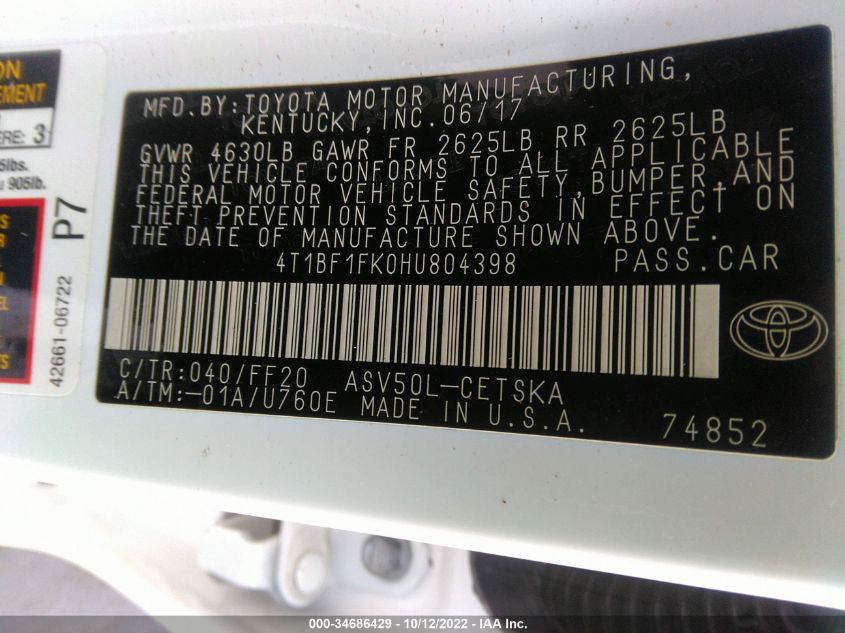 MFD.BY:TOYOTA MOTOR MANUFACTURING,
KENTUCKY,INC.06/17
GVWR 4630LB GAWR FR 2625LB RR 2625LB
THIS VEHICLE CONFORMS TO ALL APPLICABLE
FEDERAL MOTOR VEHICLE SAFETY,BUMPER,AND
THEFT PREVENTION STANDARDS IN EFFECT ON
THE DATE OF MANUFACTURE SHOWN ABOVE.
4T1BF1FK0HU804398 PASS.CAR
C/TR:040/FF20 ASV50L-CETSKA
A/TM:-01A/U760E MADE IN U.S.A.
74852
3
905lb.
P7
42661-06722
000-34686429 - 10/12/2022 - IAA Inc.